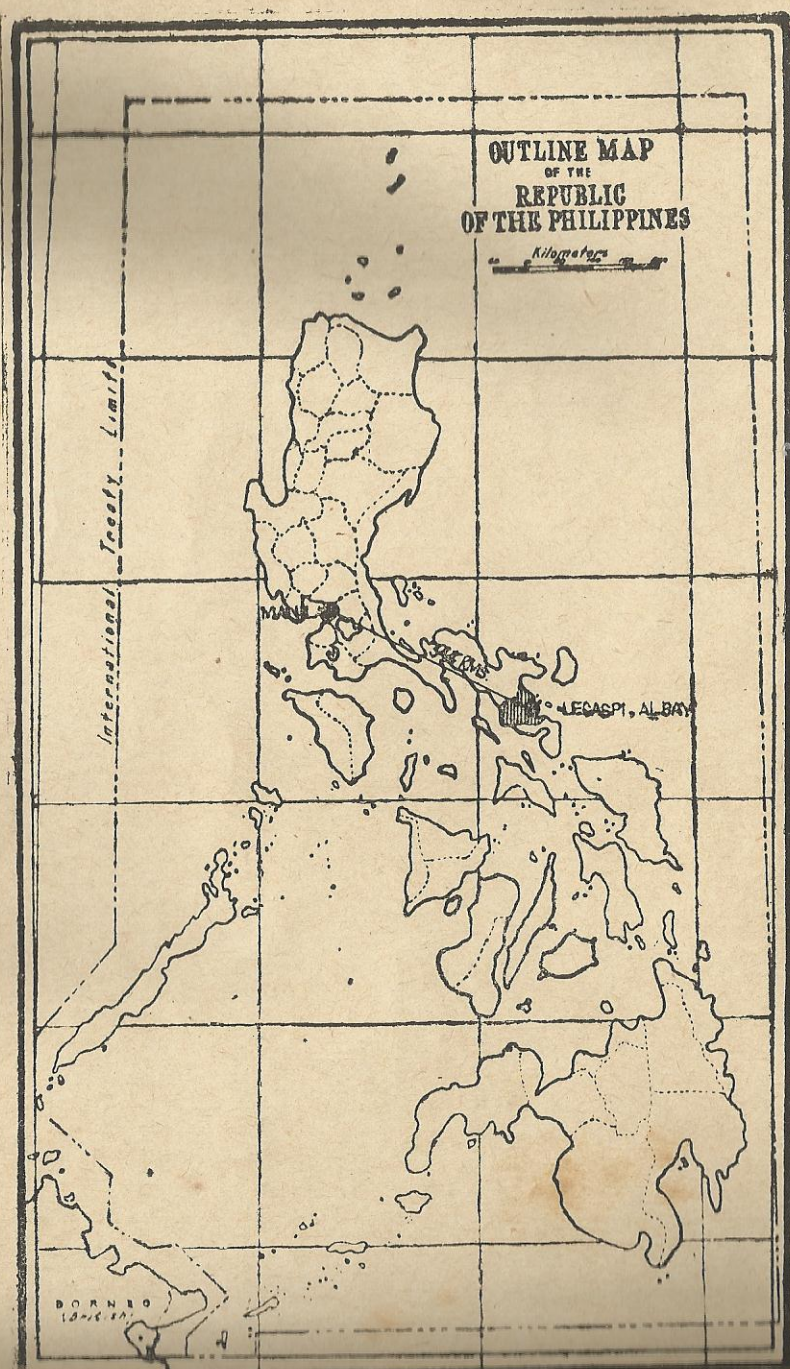 OUTLINE MAP
OF THE
REPUBLIC
OF THE PHILIPPINES
Kilometers
International Treaty Limits
LEGASPI, ALBAY
BORNEO